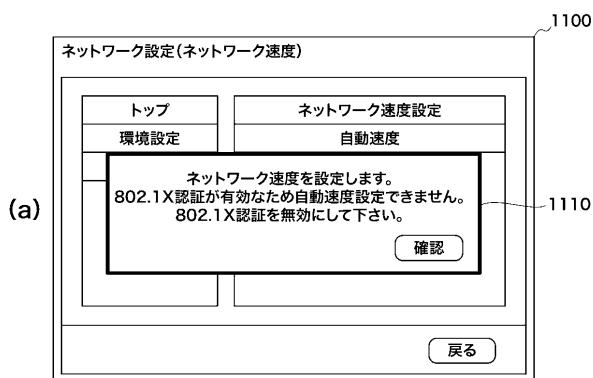 1100
ネットワーク設定(ネットワーク速度)
トップ
ネットワーク速度設定
環境設定
自動速度
(a)
ネットワーク速度を設定します。
802.1X認証が有効なため自動速度設定できません。
802.1X認証を無効にして下さい。
1110
確認
戻る